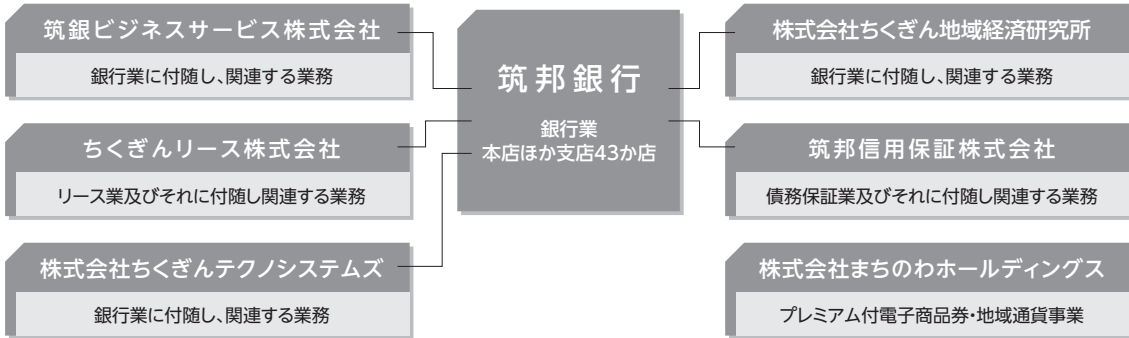 筑銀ビジネスサービス株式会社
銀行業に付随し、関連する業務
ちくぎんリース株式会社
リース業及びそれに付随し関連する業務
株式会社ちくぎんテクノシステムズ
銀行業に付随し、関連する業務
筑邦銀行
銀行業
本店ほか支店43か店
株式会社ちくぎん地域経済研究所
銀行業に付随し、関連する業務
筑邦信用保証株式会社
債務保証業及びそれに付随し関連する業務
株式会社まちのわホールディングス
プレミアム付電子商品券・地域通貨事業